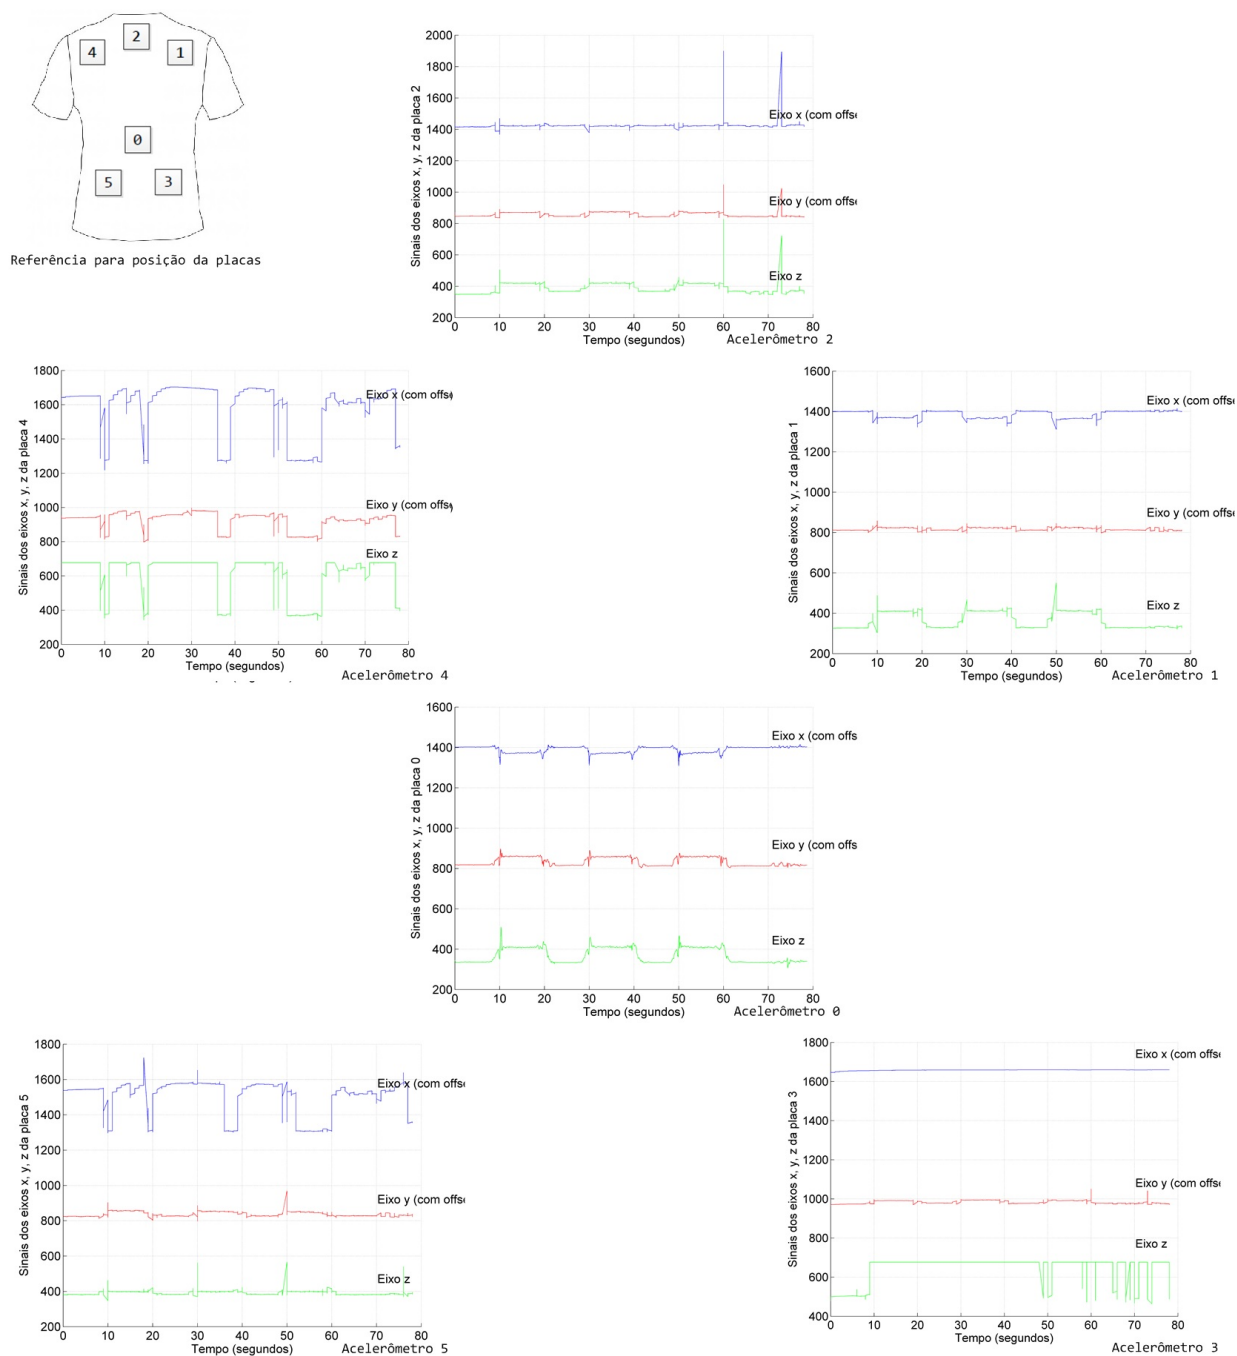 4
2
1
0
5
3
Referência para posição da placas
Sinais dos eixos x, y, z da placa 2
2000
1800
1600
1400
1200
1000
800
600
400
200
Eixo x (com offse
Eixo y (com offse
Eixo z
0 10 20 30 40 50 60 70 80
Tempo (segundos)
Acelerômetro 2
Sinais dos eixos x, y, z da placa 4
1800
1600
1400
1200
1000
800
600
400
200
Eixo x (com offse
Eixo y (com offse
Eixo z
0 10 20 30 40 50 60 70 80
Tempo (segundos)
Acelerômetro 4
Sinais dos eixos x, y, z da placa 1
1600
1400
1200
1000
800
600
400
200
Eixo x (com offse
Eixo y (com offse
Eixo z
0 10 20 30 40 50 60 70 80
Tempo (segundos)
Acelerômetro 1
Sinais dos eixos x, y, z da placa 0
1600
1400
1200
1000
800
600
400
200
Eixo x (com offs
Eixo y (com offs
Eixo z
0 10 20 30 40 50 60 70 80
Tempo (segundos)
Acelerômetro 0
Sinais dos eixos x, y, z da placa 5
1800
1600
1400
1200
1000
800
600
400
200
Eixo x (com offse
Eixo y (com offse
Eixo z
0 10 20 30 40 50 60 70 80
Tempo (segundos)
Acelerômetro 5
Sinais dos eixos x, y, z da placa 3
1800
1600
1400
1200
1000
800
600
400
Eixo x (com offse
Eixo y (com offse
Eixo z
0 10 20 30 40 50 60 70 80
Tempo (segundos)
Acelerômetro 3